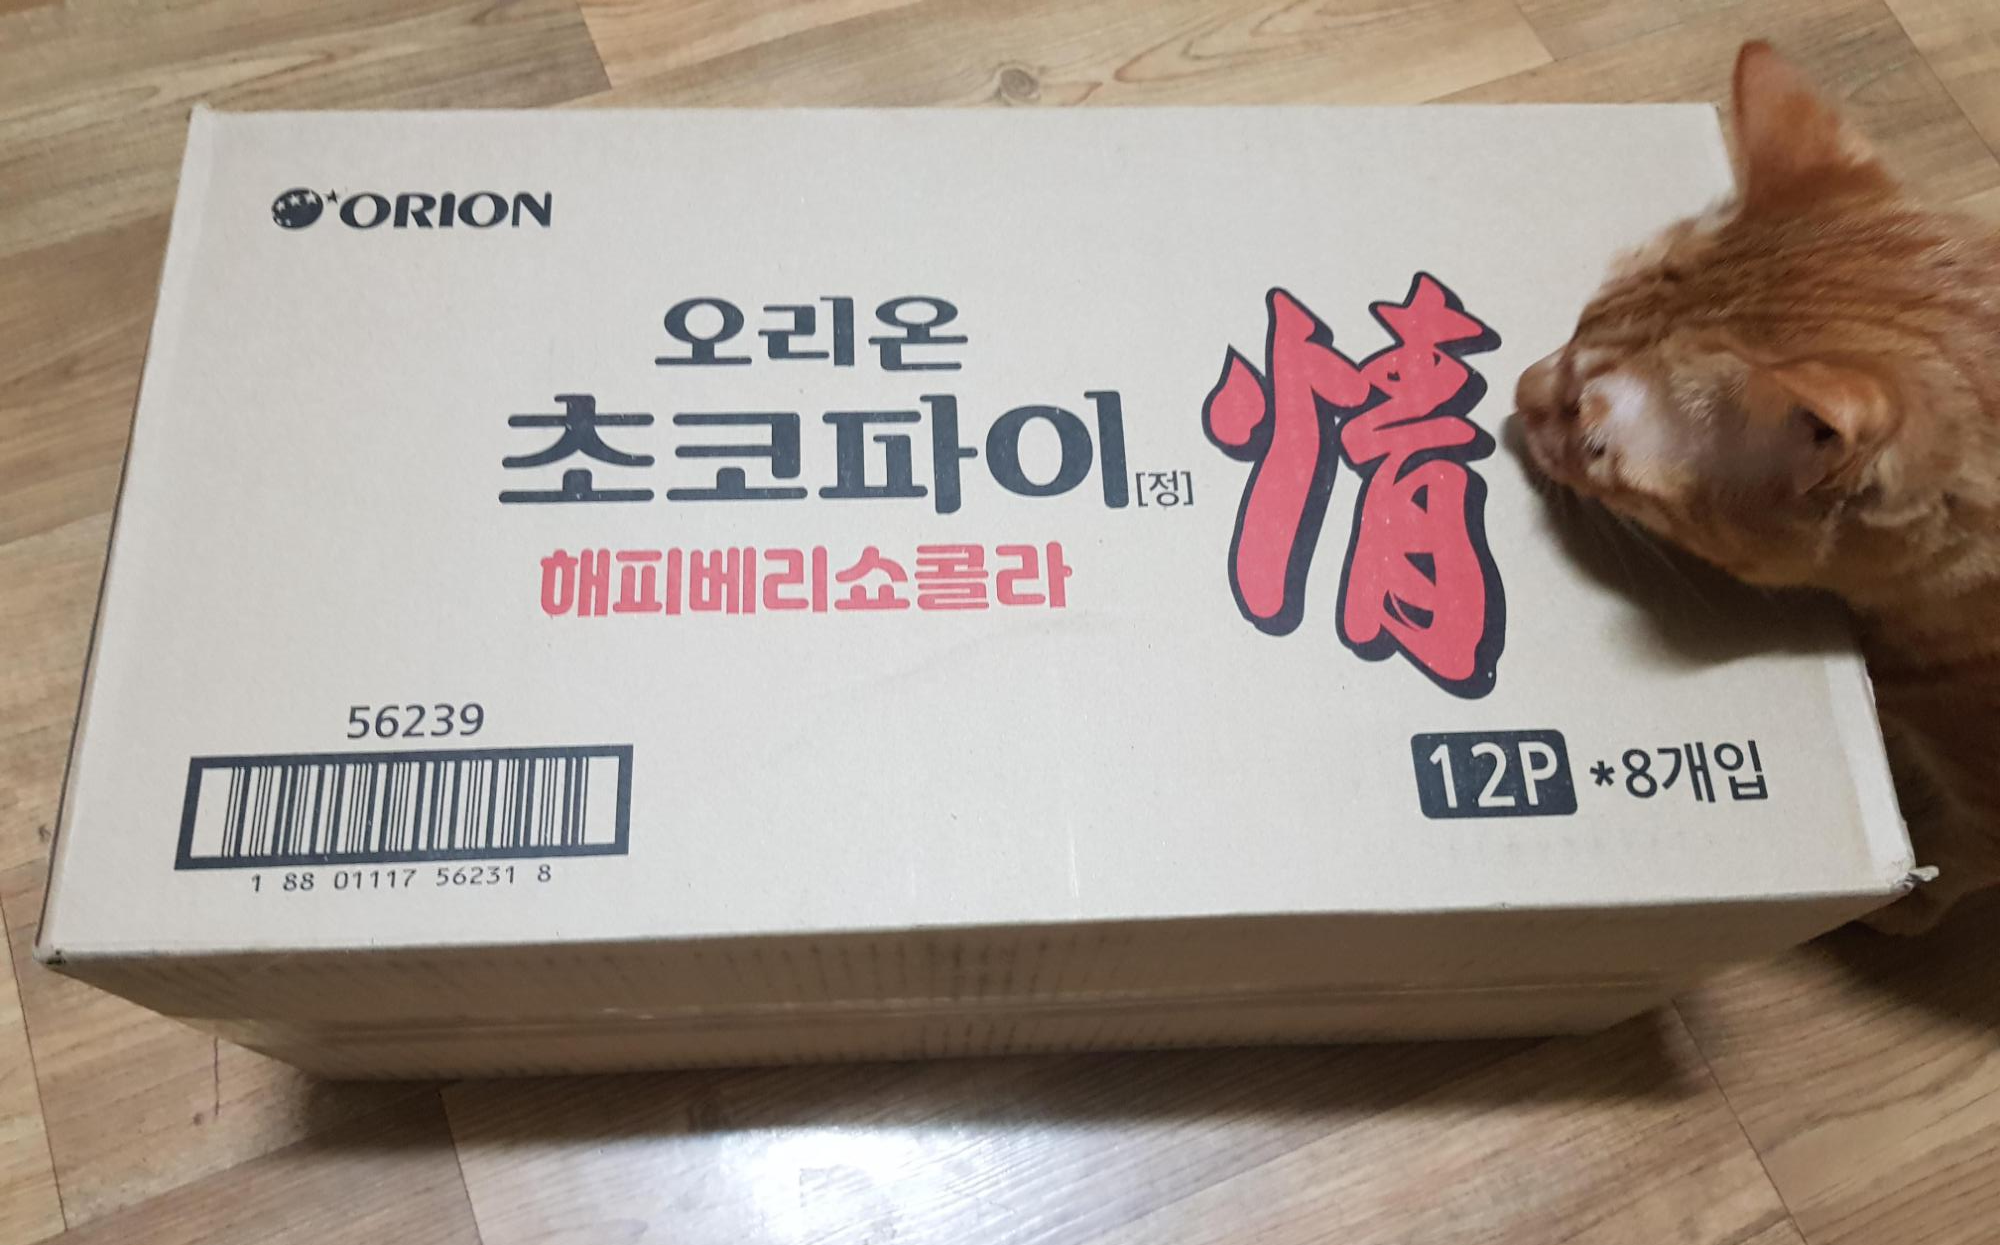 ORION
오리온
초코파이[정] 情
해피베리쇼콜라
56239
1 88 01117 56231 8
12P *8개입